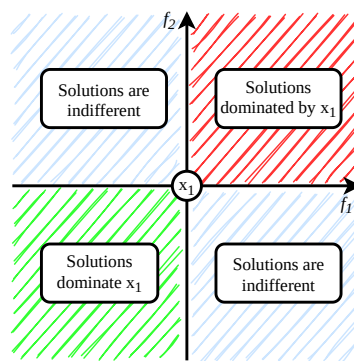 f₂
Solutions are
indifferent
Solutions
dominated by x₁
x₁
f₁
Solutions
dominate x₁
Solutions are
indifferent